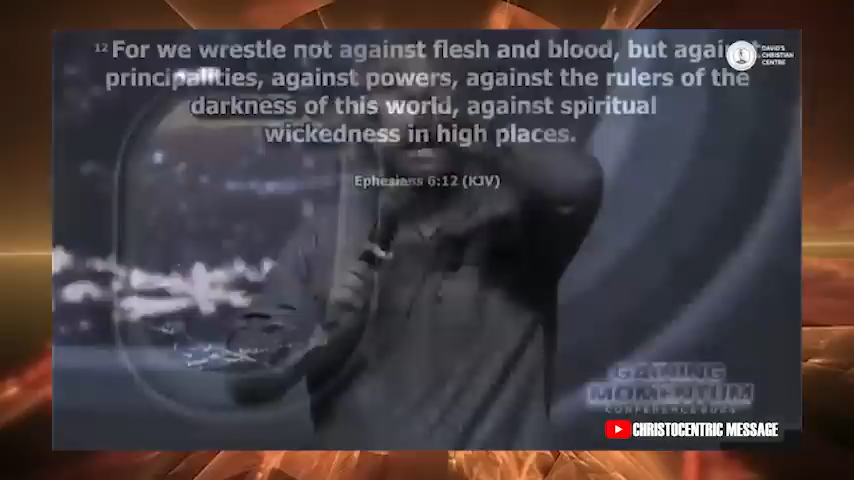 12 For we wrestle not against flesh and blood, but against
principalities, against powers, against the rulers of the
darkness of this world, against spiritual
wickedness in high places.
Ephesians 6:12 (KJV)
DAVID'S
CHRISTIAN
CENTRE
GAINING
MOMENTUM
CHRISTOCENTRIC MESSAGE